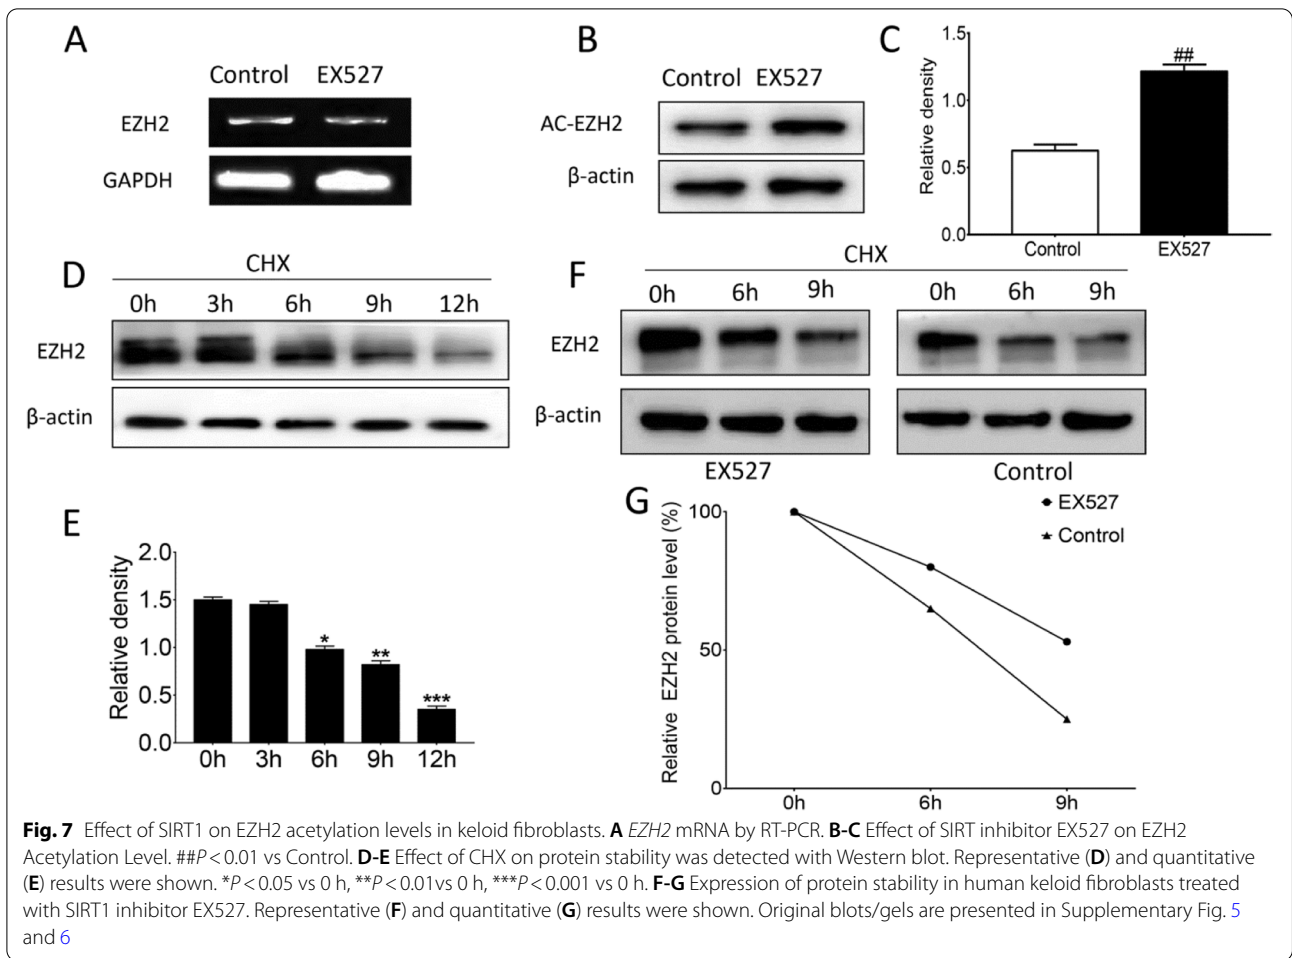 A
Control EX527
EZH2
GAPDH
B
Control EX527
AC-EZH2
β-actin
C
Relative density
1.5
1.0
0.5
0.0
##
Control EX527
D
CHX
0h 3h 6h 9h 12h
EZH2
β-actin
F
CHX
0h 6h 9h 0h 6h 9h
EZH2
β-actin
EX527 Control
E
Relative density
2.0
1.5
1.0
0.5
0.0
* ** ***
0h 3h 6h 9h 12h
G
Relative EZH2 protein level (%)
100
50
0
EX527
Control
0h 6h 9h
Fig. 7 Effect of SIRT1 on EZH2 acetylation levels in keloid fibroblasts. A EZH2 mRNA by RT-PCR. B-C Effect of SIRT inhibitor EX527 on EZH2
Acetylation Level. ##P < 0.01 vs Control. D-E Effect of CHX on protein stability was detected with Western blot. Representative (D) and quantitative
(E) results were shown. *P < 0.05 vs 0 h, **P < 0.01vs 0 h, ***P < 0.001 vs 0 h. F-G Expression of protein stability in human keloid fibroblasts treated
with SIRT1 inhibitor EX527. Representative (F) and quantitative (G) results were shown. Original blots/gels are presented in Supplementary Fig. 5
and 6